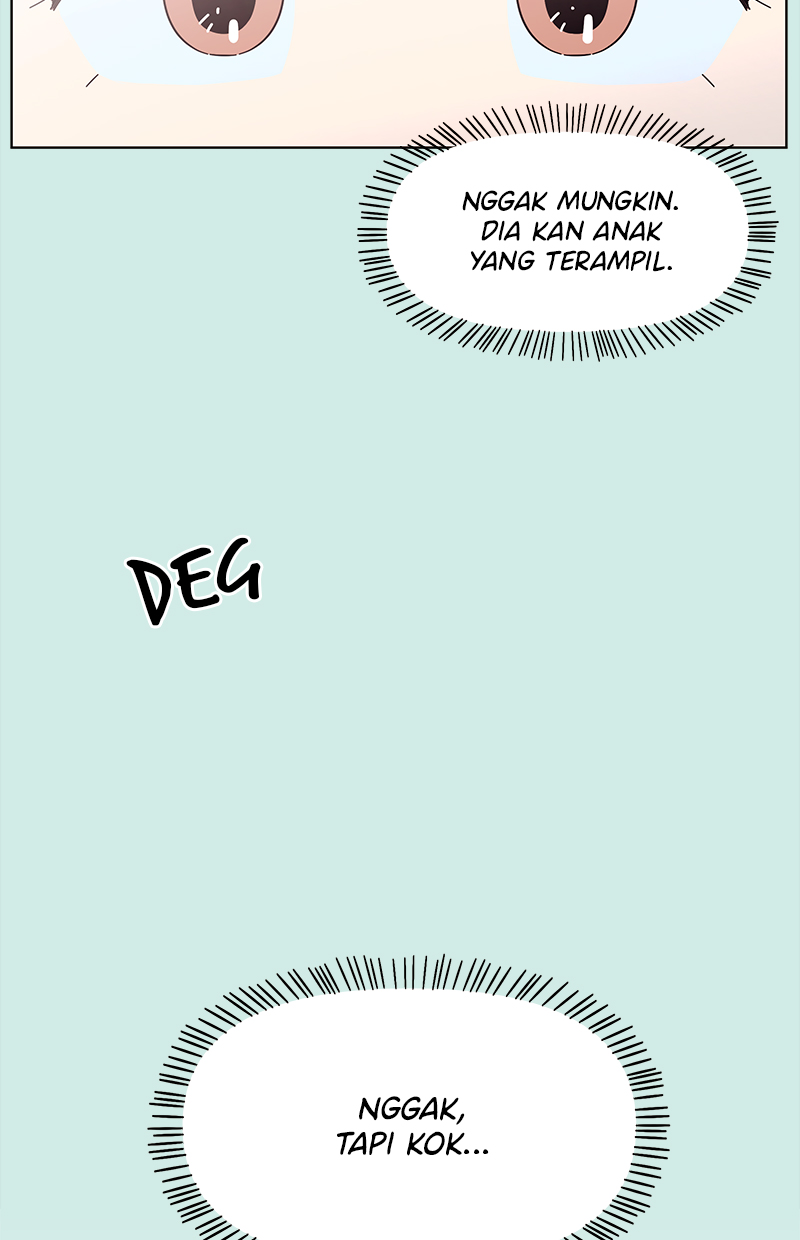 NGGAK MUNGKIN.
DIA KAN ANAK
YANG TERAMPIL.
DEG
NGGAK,
TAPI KOK...